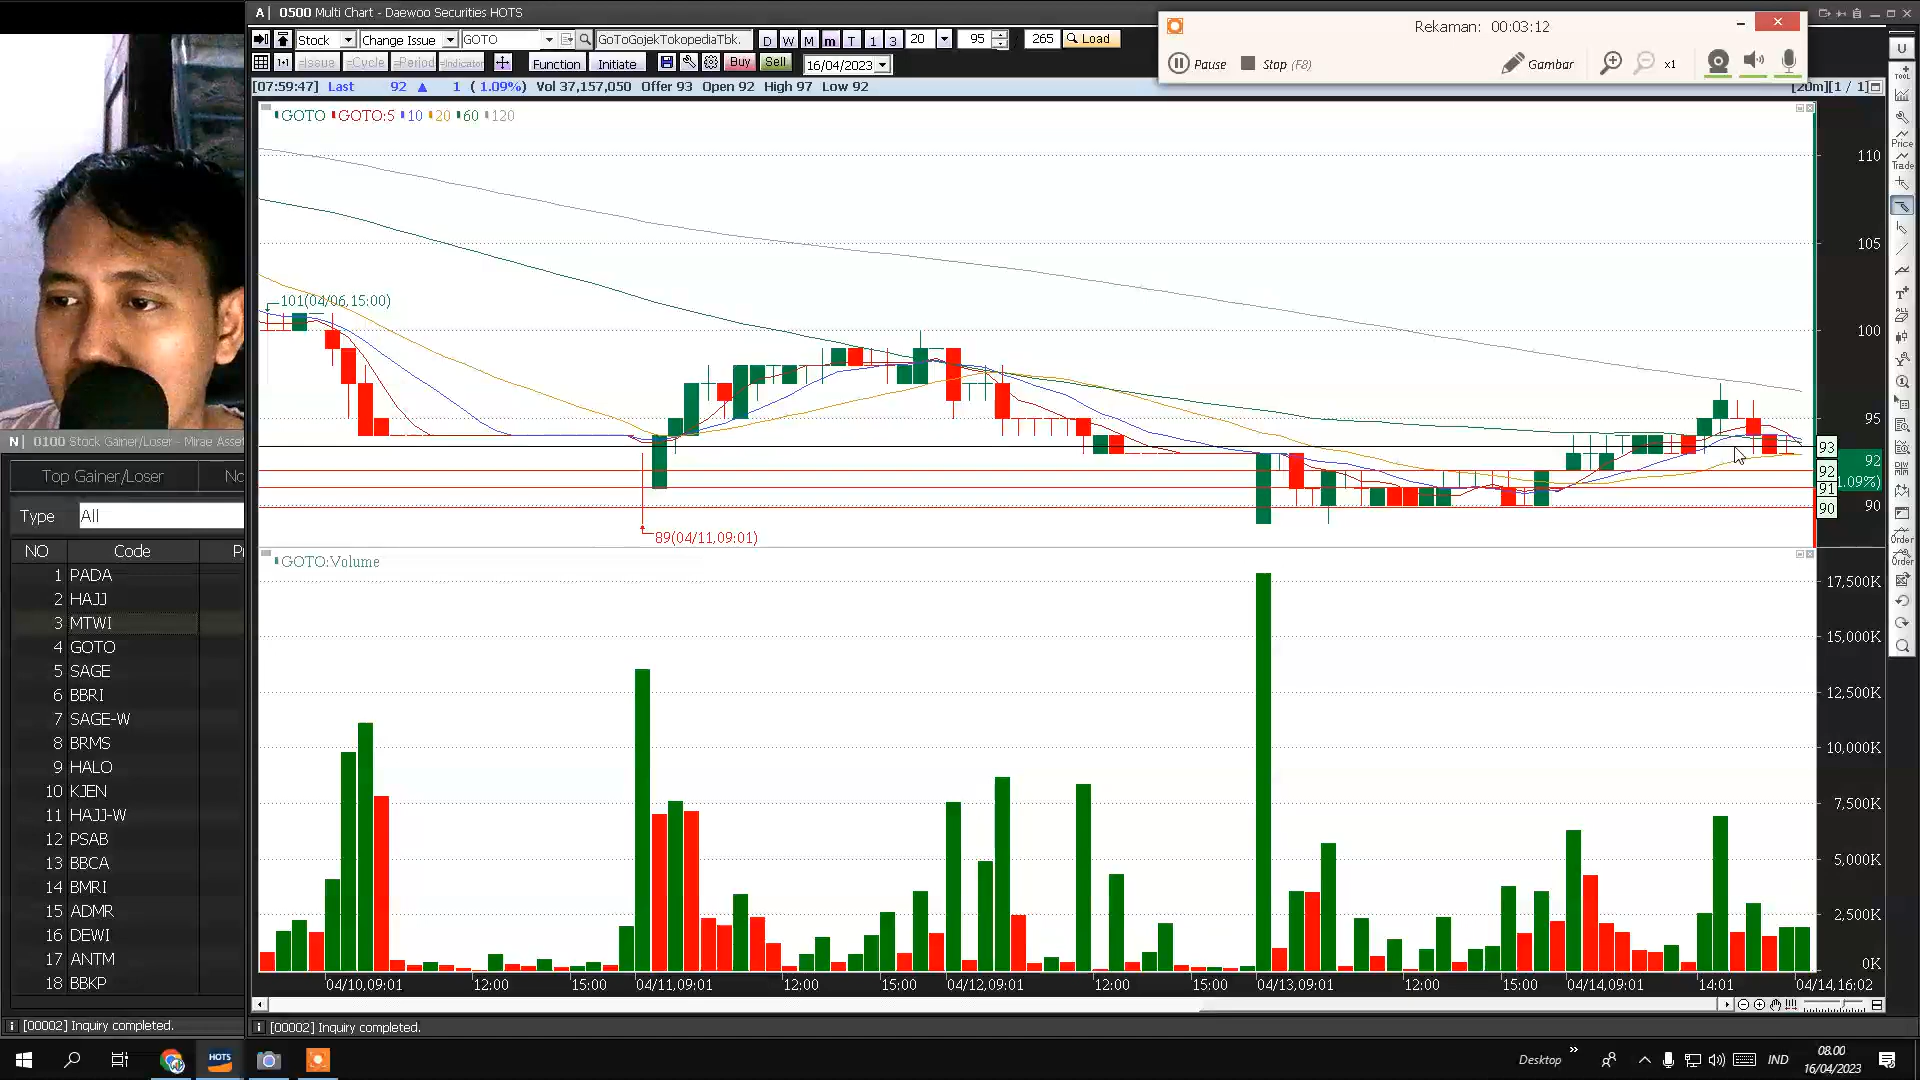 A 0500 Multi Chart - Daewoo Securities HOTS
Stock Change Issue GOTO GoToGojekTokopediaTbk. D W M m T 1 3 20 95 265 Load
=Issue =Cycle =Period =Indicator Function Initiate Buy Sell 16/04/2023
Rekaman: 00:03:12
Pause Stop (F8) Gambar x1
[07:59:47] Last 92 ▲ 1 ( 1.09%) Vol 37,157,050 Offer 93 Open 92 High 97 Low 92 [20m][1 / 1]
GOTO GOTO:5 10 20 60 120
110
105
101(04/06,15:00)
100
95
93
92
92
1.09%)
91
90
90
89(04/11,09:01)
GOTO:Volume
17,500K
15,000K
12,500K
10,000K
7,500K
5,000K
2,500K
0K
04/10,09:01 12:00 15:00 04/11,09:01 12:00 15:00 04/12,09:01 12:00 15:00 04/13,09:01 12:00 15:00 04/14,09:01 14:01 04/14,16:02
i [00002] Inquiry completed.
N 0100 Stock Gainer/Loser - Mirae Asset
Top Gainer/Loser
Type All
NO Code
1 PADA
2 HAJJ
3 MTWI
4 GOTO
5 SAGE
6 BBRI
7 SAGE-W
8 BRMS
9 HALO
10 KJEN
11 HAJJ-W
12 PSAB
13 BBCA
14 BMRI
15 ADMR
16 DEWI
17 ANTM
18 BBKP
i [00002] Inquiry completed.
U
TOOL
Price
Trade
Order
Order
HOTS
Desktop » IND
08.00
16/04/2023